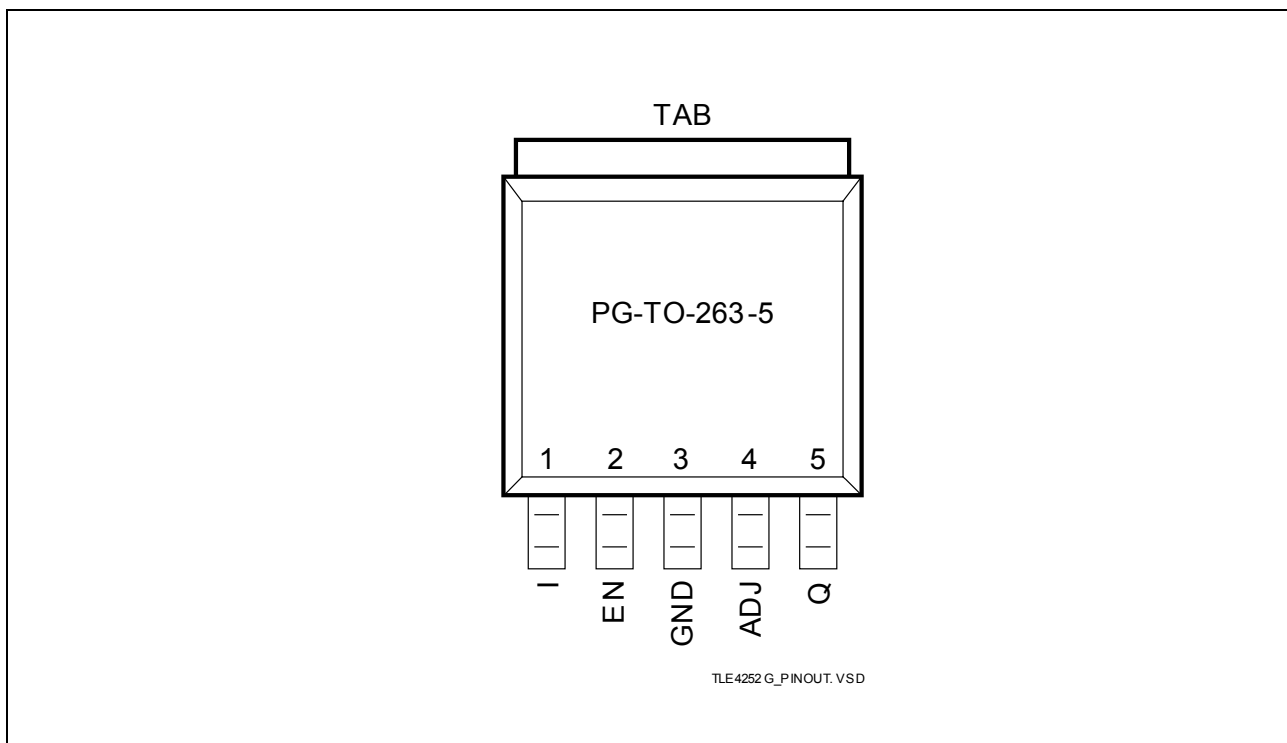 TAB
PG-TO-263-5
1 2 3 4 5
I EN GND ADJ Q
TLE4252G_PINOUT.VSD